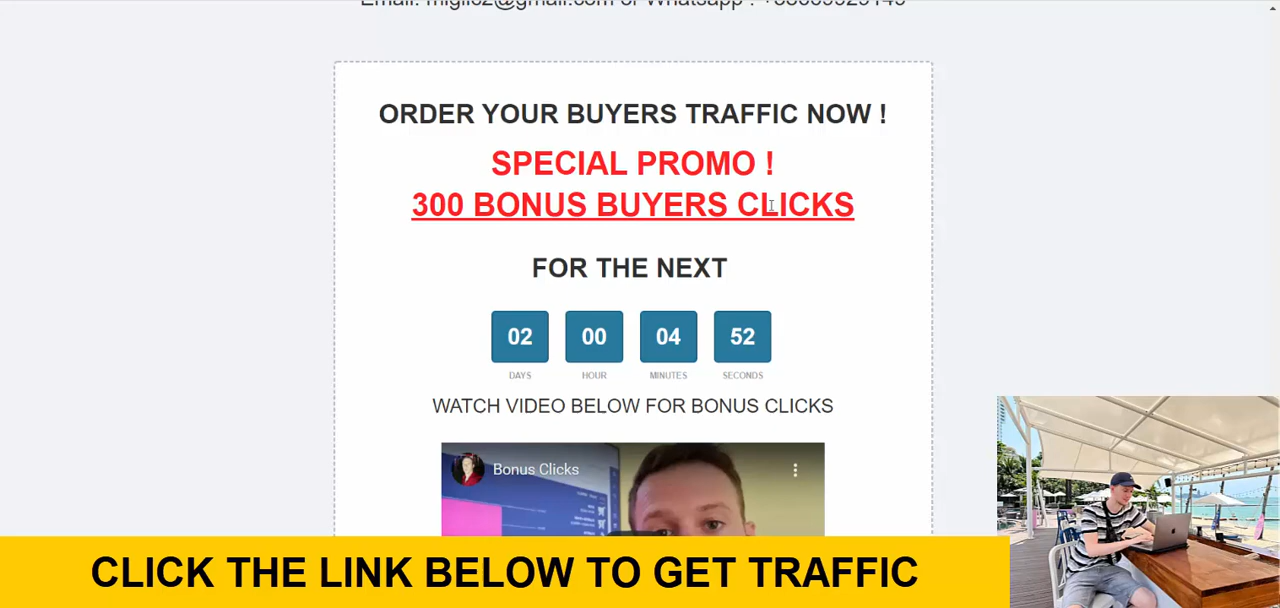 ORDER YOUR BUYERS TRAFFIC NOW !
SPECIAL PROMO !
300 BONUS BUYERS CLICKS
FOR THE NEXT
02 00 04 52
DAYS HOUR MINUTES SECONDS
WATCH VIDEO BELOW FOR BONUS CLICKS
Bonus Clicks
CLICK THE LINK BELOW TO GET TRAFFIC